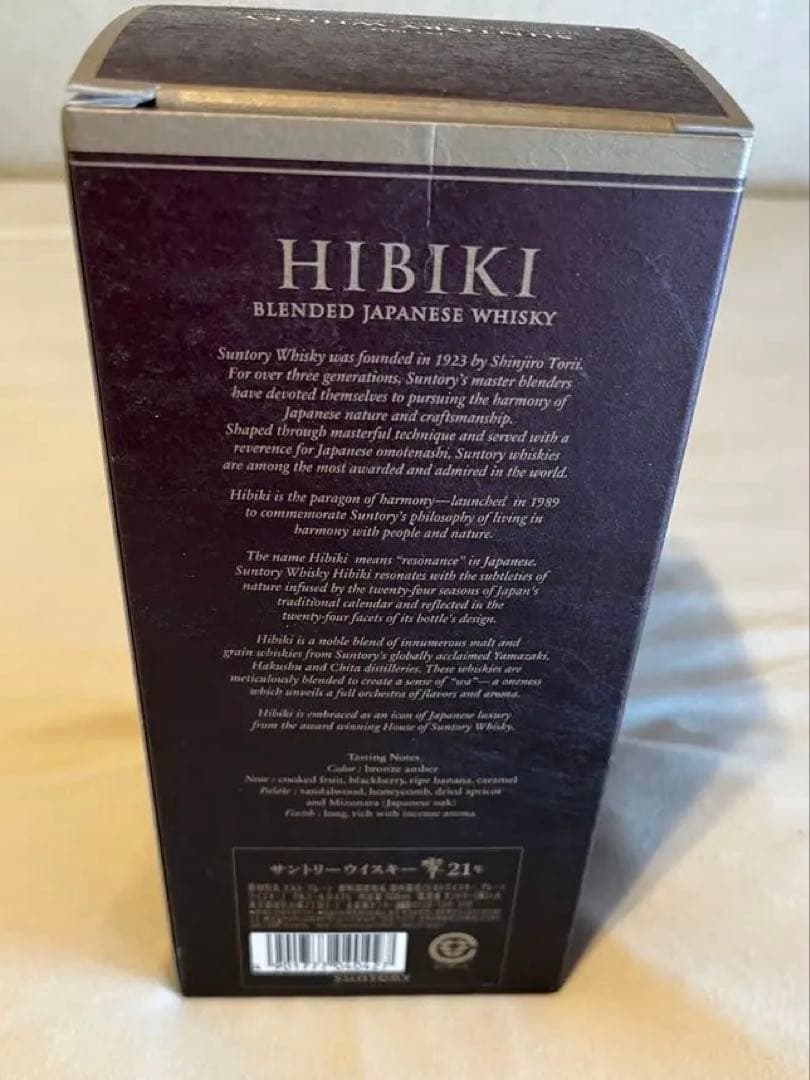 HIBIKI
BLENDED JAPANESE WHISKY
Suntory Whisky was founded in 1923 by Shinjiro Torii.
For over three generations, Suntory's master blenders
have devoted themselves to pursuing the harmony of
Japanese nature and craftsmanship.
Shaped through masterful technique and served with a
reverence for Japanese omotenashi, Suntory whiskies
are among the most awarded and admired in the world.
Hibiki is the paragon of harmony—launched in 1989
to commemorate Suntory's philosophy of living in
harmony with people and nature.
The name Hibiki means "resonance" in Japanese.
Suntory Whisky Hibiki resonates with the subtleties of
nature infused by the twenty-four seasons of Japan's
traditional calendar and reflected in the
twenty-four facets of its bottle's design.
Hibiki is a noble blend of innumerous malt and
grain whiskies from Suntory's globally acclaimed Yamazaki,
Hakushu and Chita distilleries. These whiskies are
meticulously blended to create a sense of "wa"—a oneness
which unveils a full orchestra of flavors and aroma.
Hibiki is embraced as an icon of Japanese luxury
from the award winning House of Suntory Whisky.
Tasting Notes
Color : bronze amber
Nose : cooked fruit, blackberry, ripe banana, caramel
Palate : sandalwood, honeycomb, dried apricot
and Mizunara (Japanese oak)
Finish : long, rich with incense aroma
サントリーウイスキー 響 21年
SUNTORY